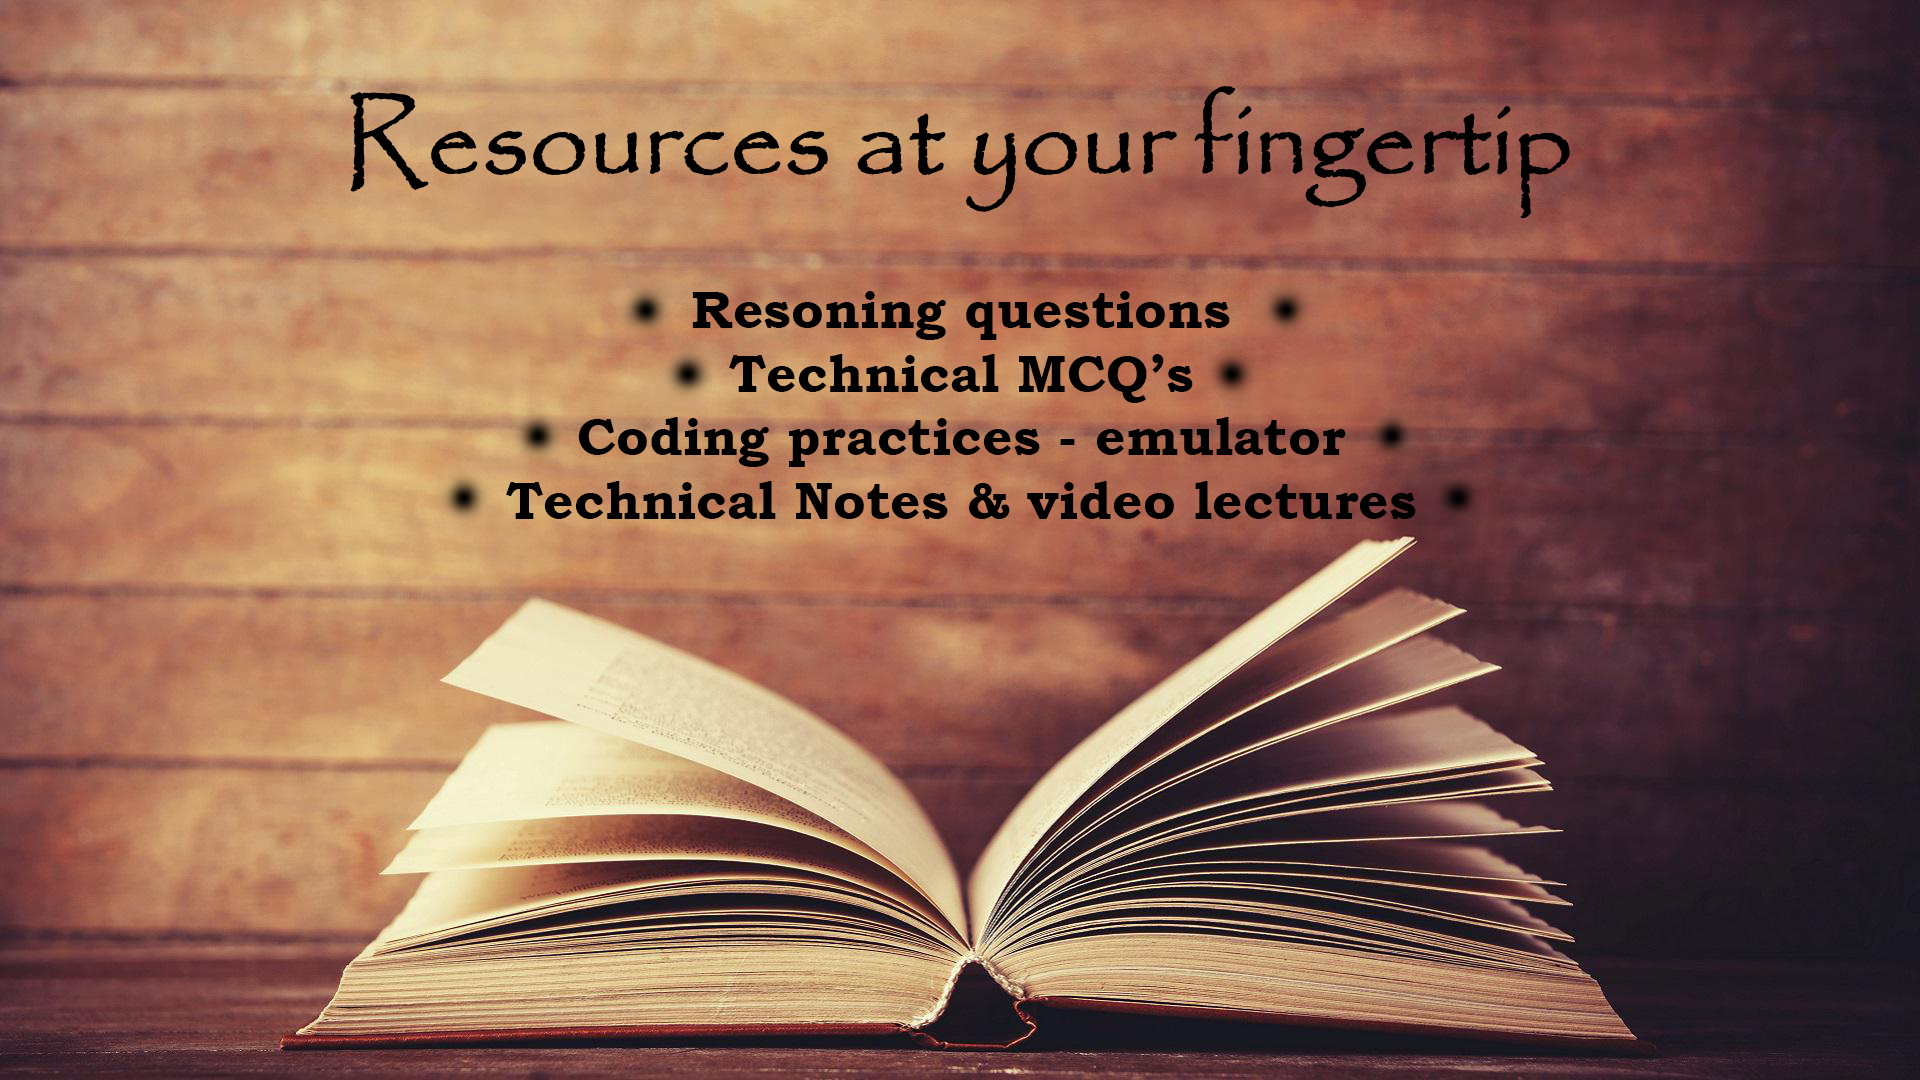 Resources at your fingertip
• Resoning questions •
• Technical MCQ’s •
• Coding practices - emulator •
• Technical Notes & video lectures •